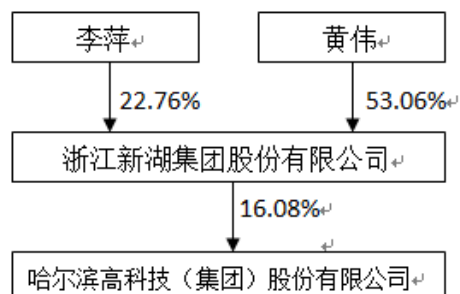 李萍 黄伟
22.76% 53.06%
浙江新湖集团股份有限公司
16.08%
哈尔滨高科技（集团）股份有限公司